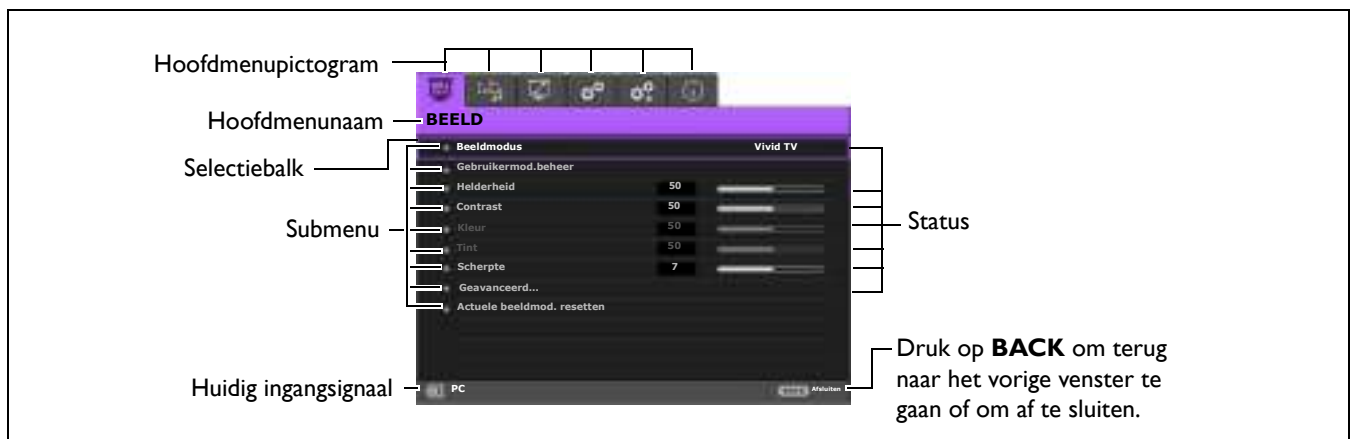 Hoofdmenupictogram
Hoofdmenunaam
BEELD
Selectiebalk
Beeldmodus Vivid TV
Gebruikermod.beheer
Helderheid 50
Contrast 50
Submenu
Status
Kleur 50
Tint 50
Scherpte 7
Geavanceerd...
Actuele beeldmod. resetten
Huidig ingangsignaal
PC
Afsluiten
Druk op BACK om terug
naar het vorige venster te
gaan of om af te sluiten.